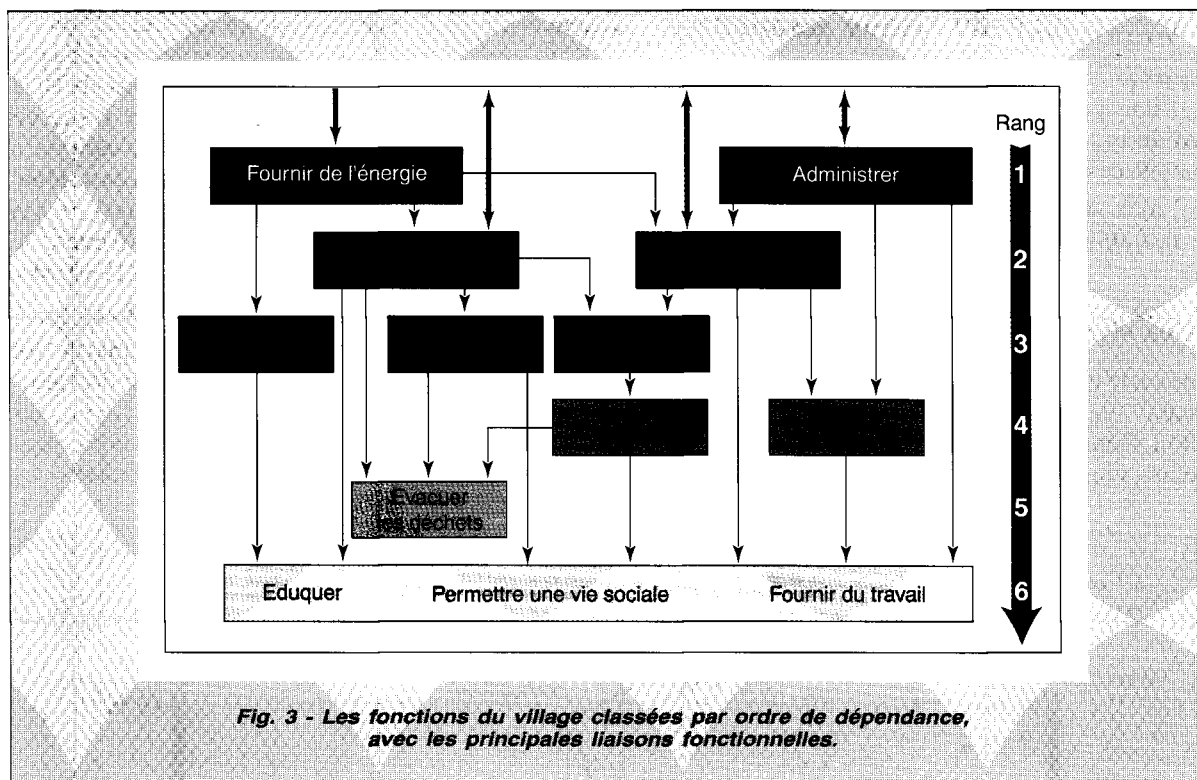 Rang
Fournir de l'énergie
Administrer
1
2
3
4
Evacuer
les déchets
5
Eduquer
Permettre une vie sociale
Fournir du travail
6
Fig. 3 - Les fonctions du village classées par ordre de dépendance,
avec les principales liaisons fonctionnelles.